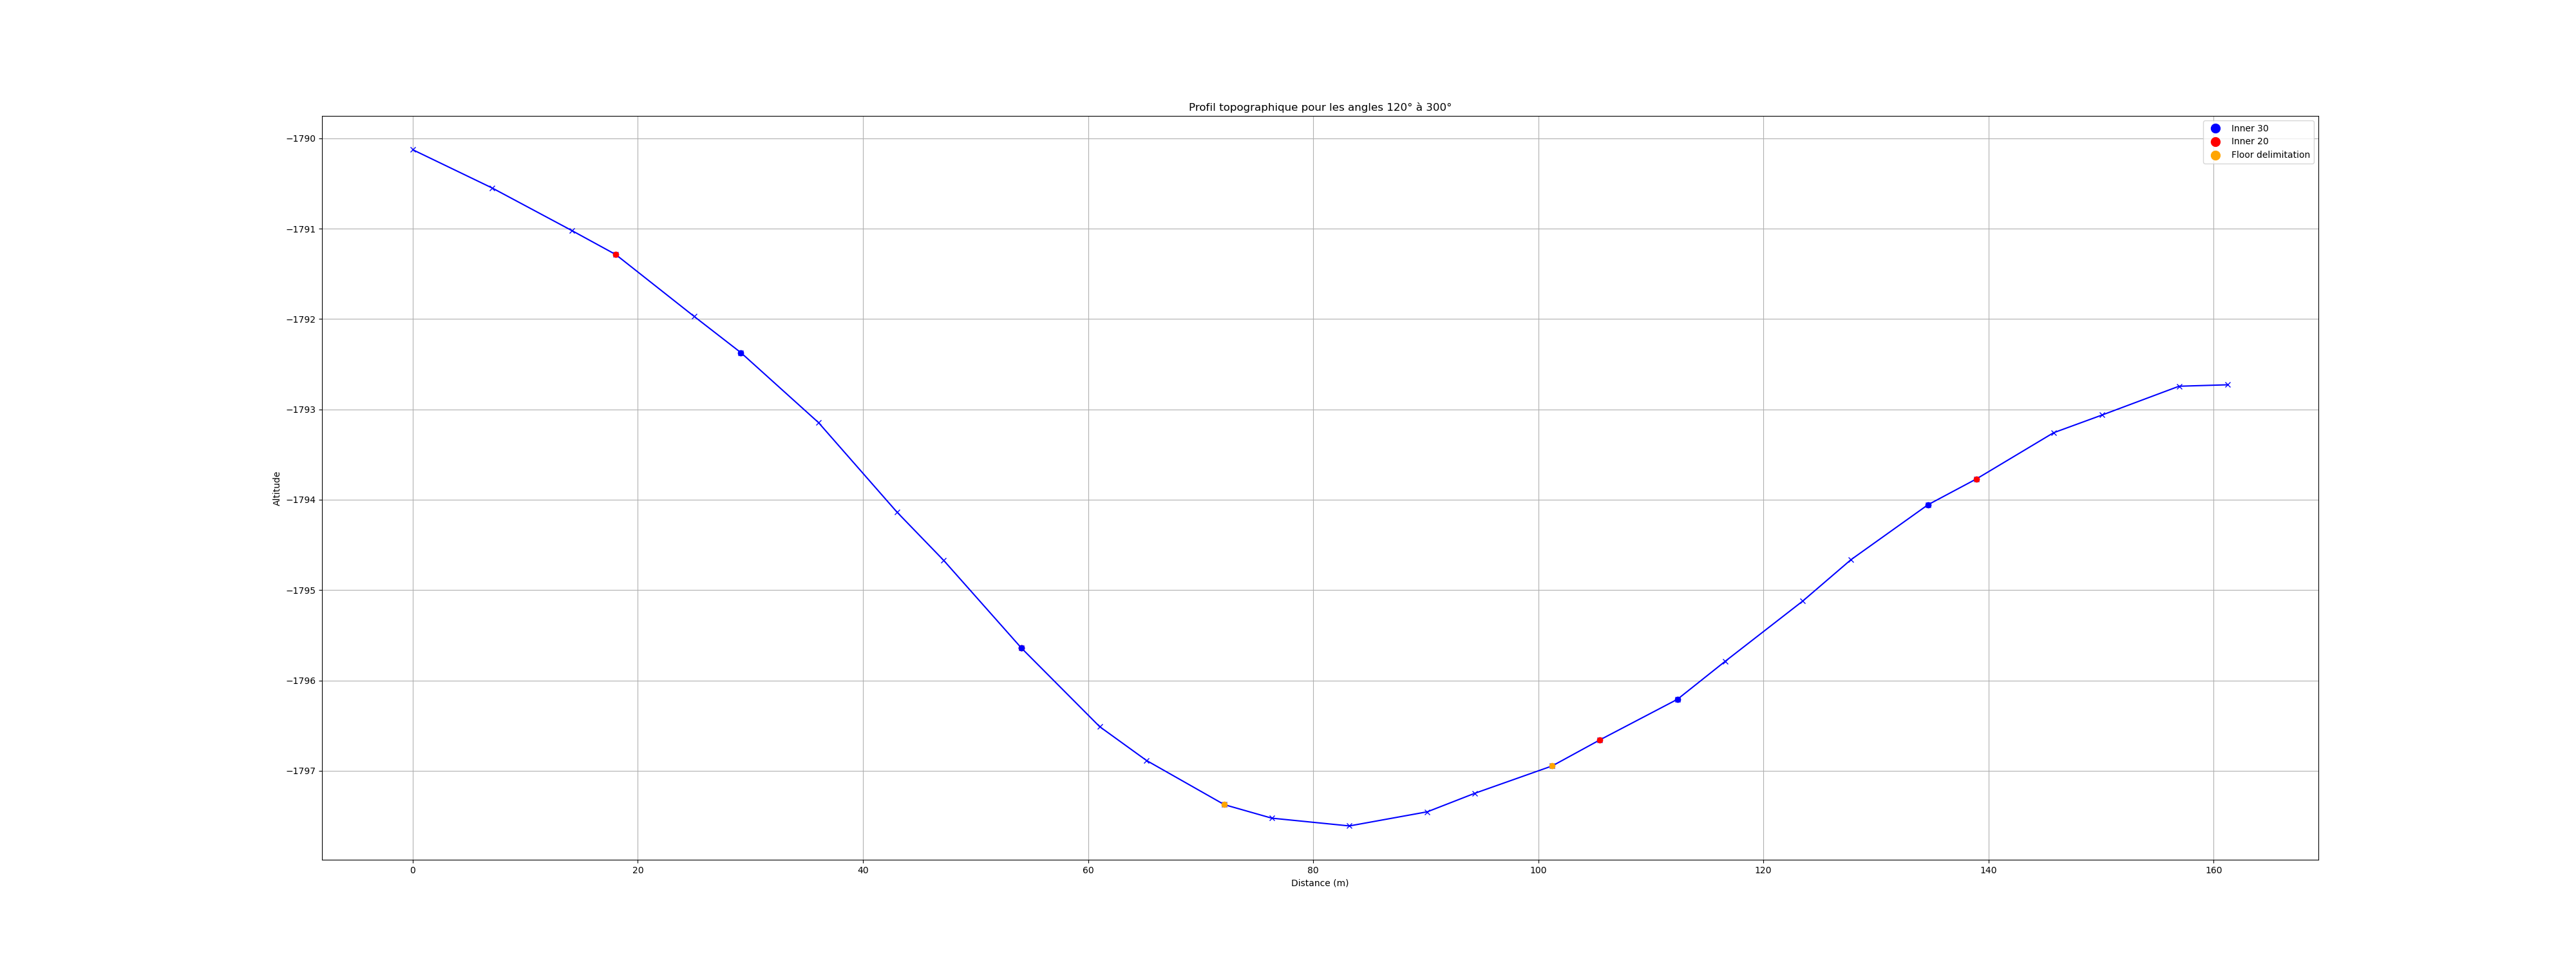 Profil topographique pour les angles 120° à 300°
Inner 30
Inner 20
Floor delimitation
Altitude
−1790
−1791
−1792
−1793
−1794
−1795
−1796
−1797
0 20 40 60 80 100 120 140 160
Distance (m)